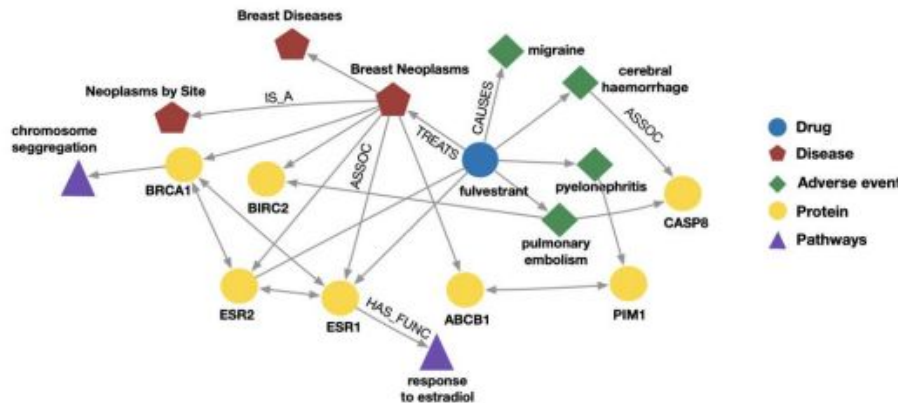 Breast Diseases
migraine
Breast Neoplasms
cerebral
haemorrhage
Neoplasms by Site
IS_A
CAUSES
ASSOC
chromosome
seggregation
TREATS
Drug
Disease
ASSOC
BRCA1
BIRC2
fulvestrant
pyelonephritis
Adverse event
CASP8
Protein
pulmonary
embolism
Pathways
ESR2
ESR1
HAS_FUNC
ABCB1
PIM1
response
to estradiol